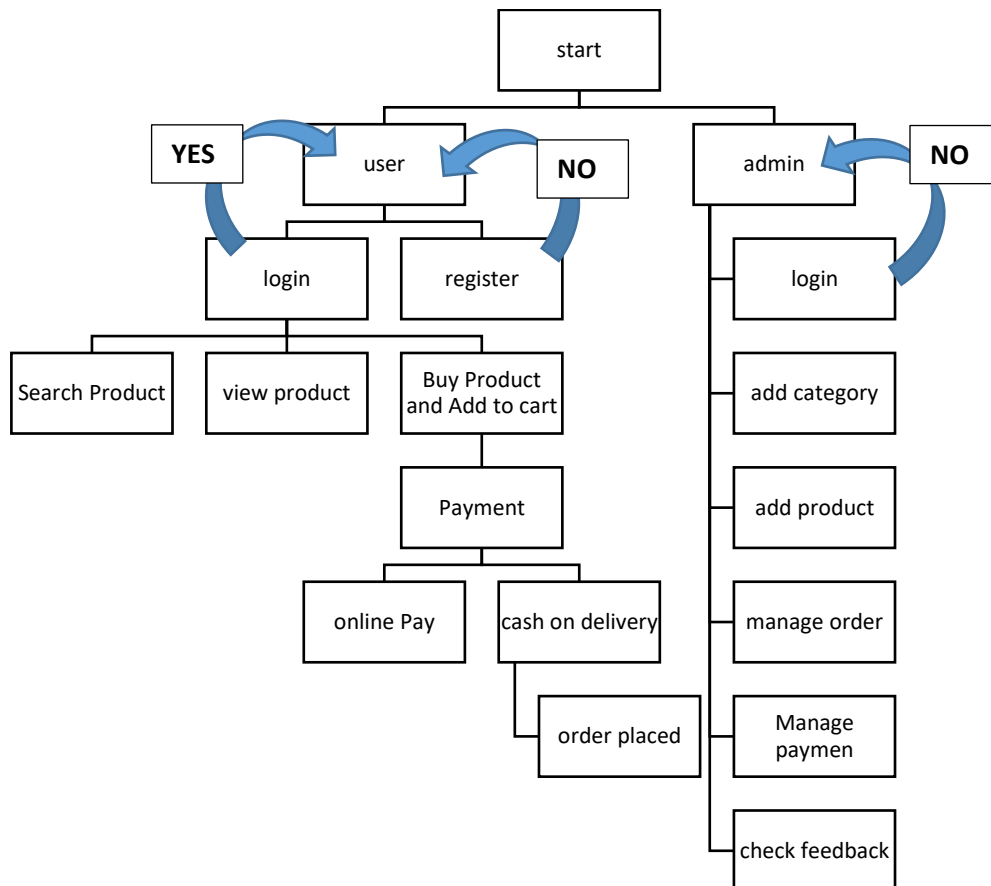 start
YES
user
NO
admin
NO
login
register
login
Search Product
view product
Buy Product
and Add to cart
add category
Payment
add product
online Pay
cash on delivery
manage order
order placed
Manage
paymen
check feedback